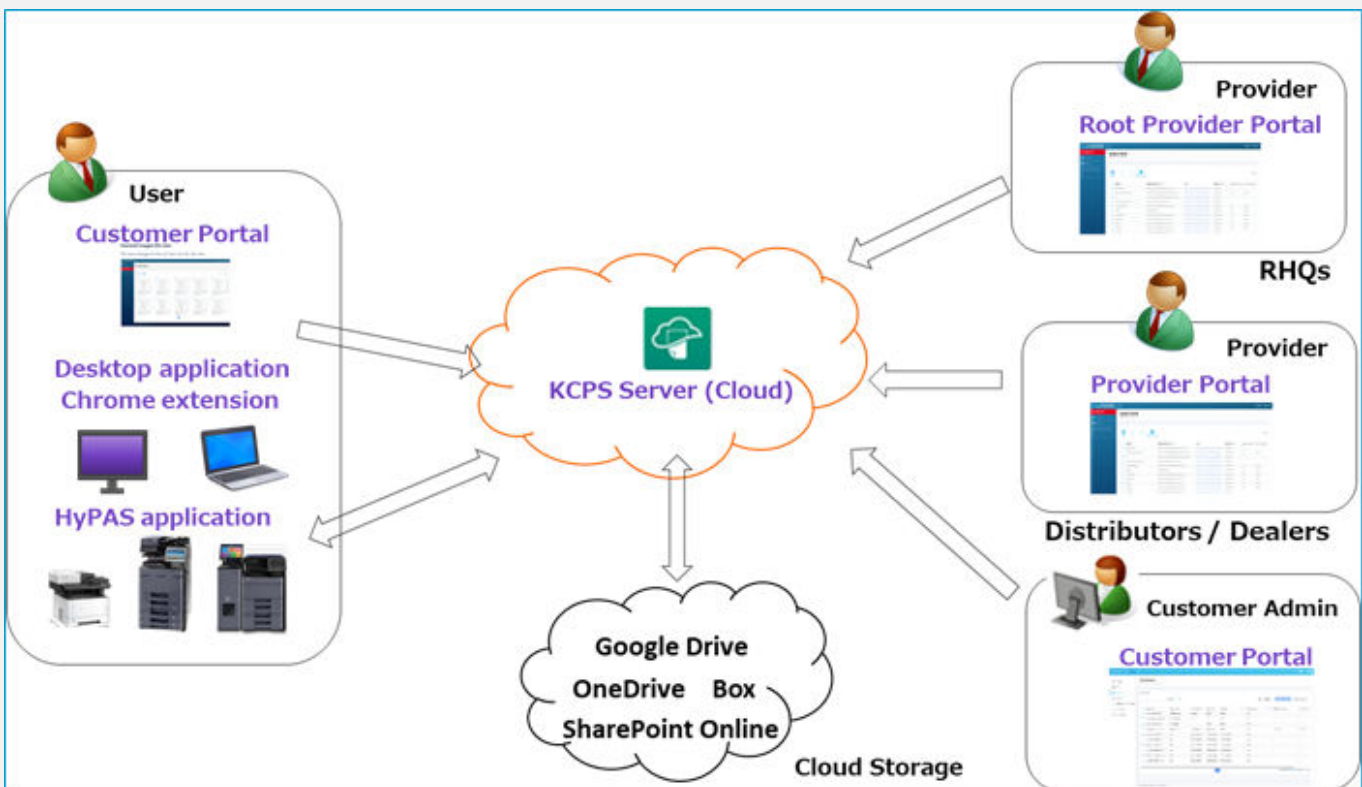 User
Customer Portal
Desktop application
Chrome extension
HyPAS application
KCPS Server (Cloud)
Google Drive
OneDrive Box
SharePoint Online
Cloud Storage
Provider
Root Provider Portal
RHQs
Provider
Provider Portal
Distributors / Dealers
Customer Admin
Customer Portal